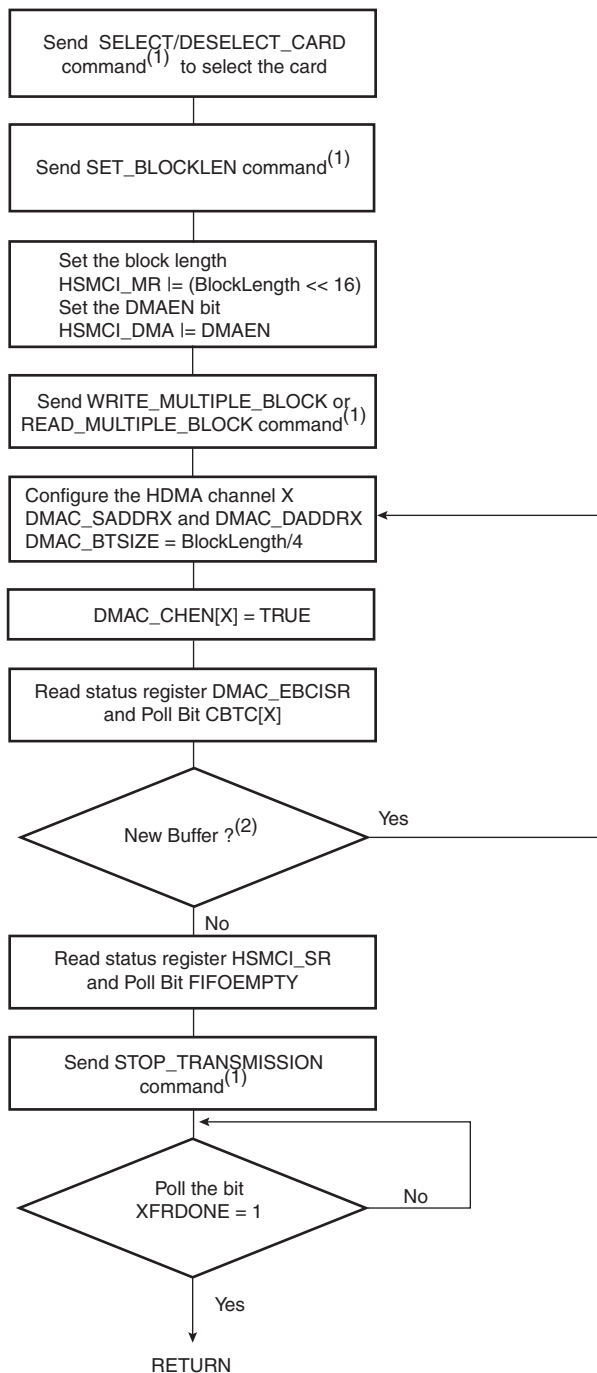 Send SELECT/DESELECT_CARD
command(1) to select the card
Send SET_BLOCKLEN command(1)
Set the block length
HSMCI_MR |= (BlockLength << 16)
Set the DMAEN bit
HSMCI_DMA |= DMAEN
Send WRITE_MULTIPLE_BLOCK or
READ_MULTIPLE_BLOCK command(1)
Configure the HDMA channel X
DMAC_SADDRX and DMAC_DADDRX
DMAC_BTSIZE = BlockLength/4
DMAC_CHEN[X] = TRUE
Read status register DMAC_EBCISR
and Poll Bit CBTC[X]
New Buffer ?(2)
Yes
No
Read status register HSMCI_SR
and Poll Bit FIFOEMPTY
Send STOP_TRANSMISSION
command(1)
Poll the bit
XFRDONE = 1
No
Yes
RETURN